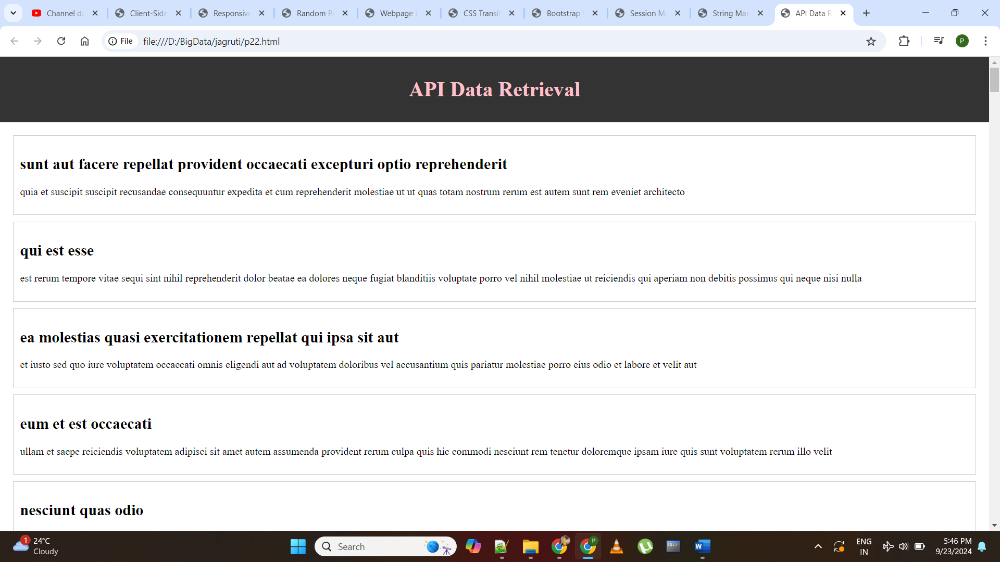 Channel da
Client-Side
Responsive
Random Pa
Webpage L
CSS Transit
Bootstrap
Session Ma
String Man
API Data R
File
file:///D:/BigData/jagruti/p22.html
P
API Data Retrieval
sunt aut facere repellat provident occaecati excepturi optio reprehenderit
quia et suscipit suscipit recusandae consequuntur expedita et cum reprehenderit molestiae ut ut quas totam nostrum rerum est autem sunt rem eveniet architecto
qui est esse
est rerum tempore vitae sequi sint nihil reprehenderit dolor beatae ea dolores neque fugiat blanditiis voluptate porro vel nihil molestiae ut reiciendis qui aperiam non debitis possimus qui neque nisi nulla
ea molestias quasi exercitationem repellat qui ipsa sit aut
et iusto sed quo iure voluptatem occaecati omnis eligendi aut ad voluptatem doloribus vel accusantium quis pariatur molestiae porro eius odio et labore et velit aut
eum et est occaecati
ullam et saepe reiciendis voluptatem adipisci sit amet autem assumenda provident rerum culpa quis hic commodi nesciunt rem tenetur doloremque ipsam iure quis sunt voluptatem rerum illo velit
nesciunt quas odio
1
24°C
Cloudy
Search
P
SQL>
W
ENG
IN
5:46 PM
9/23/2024